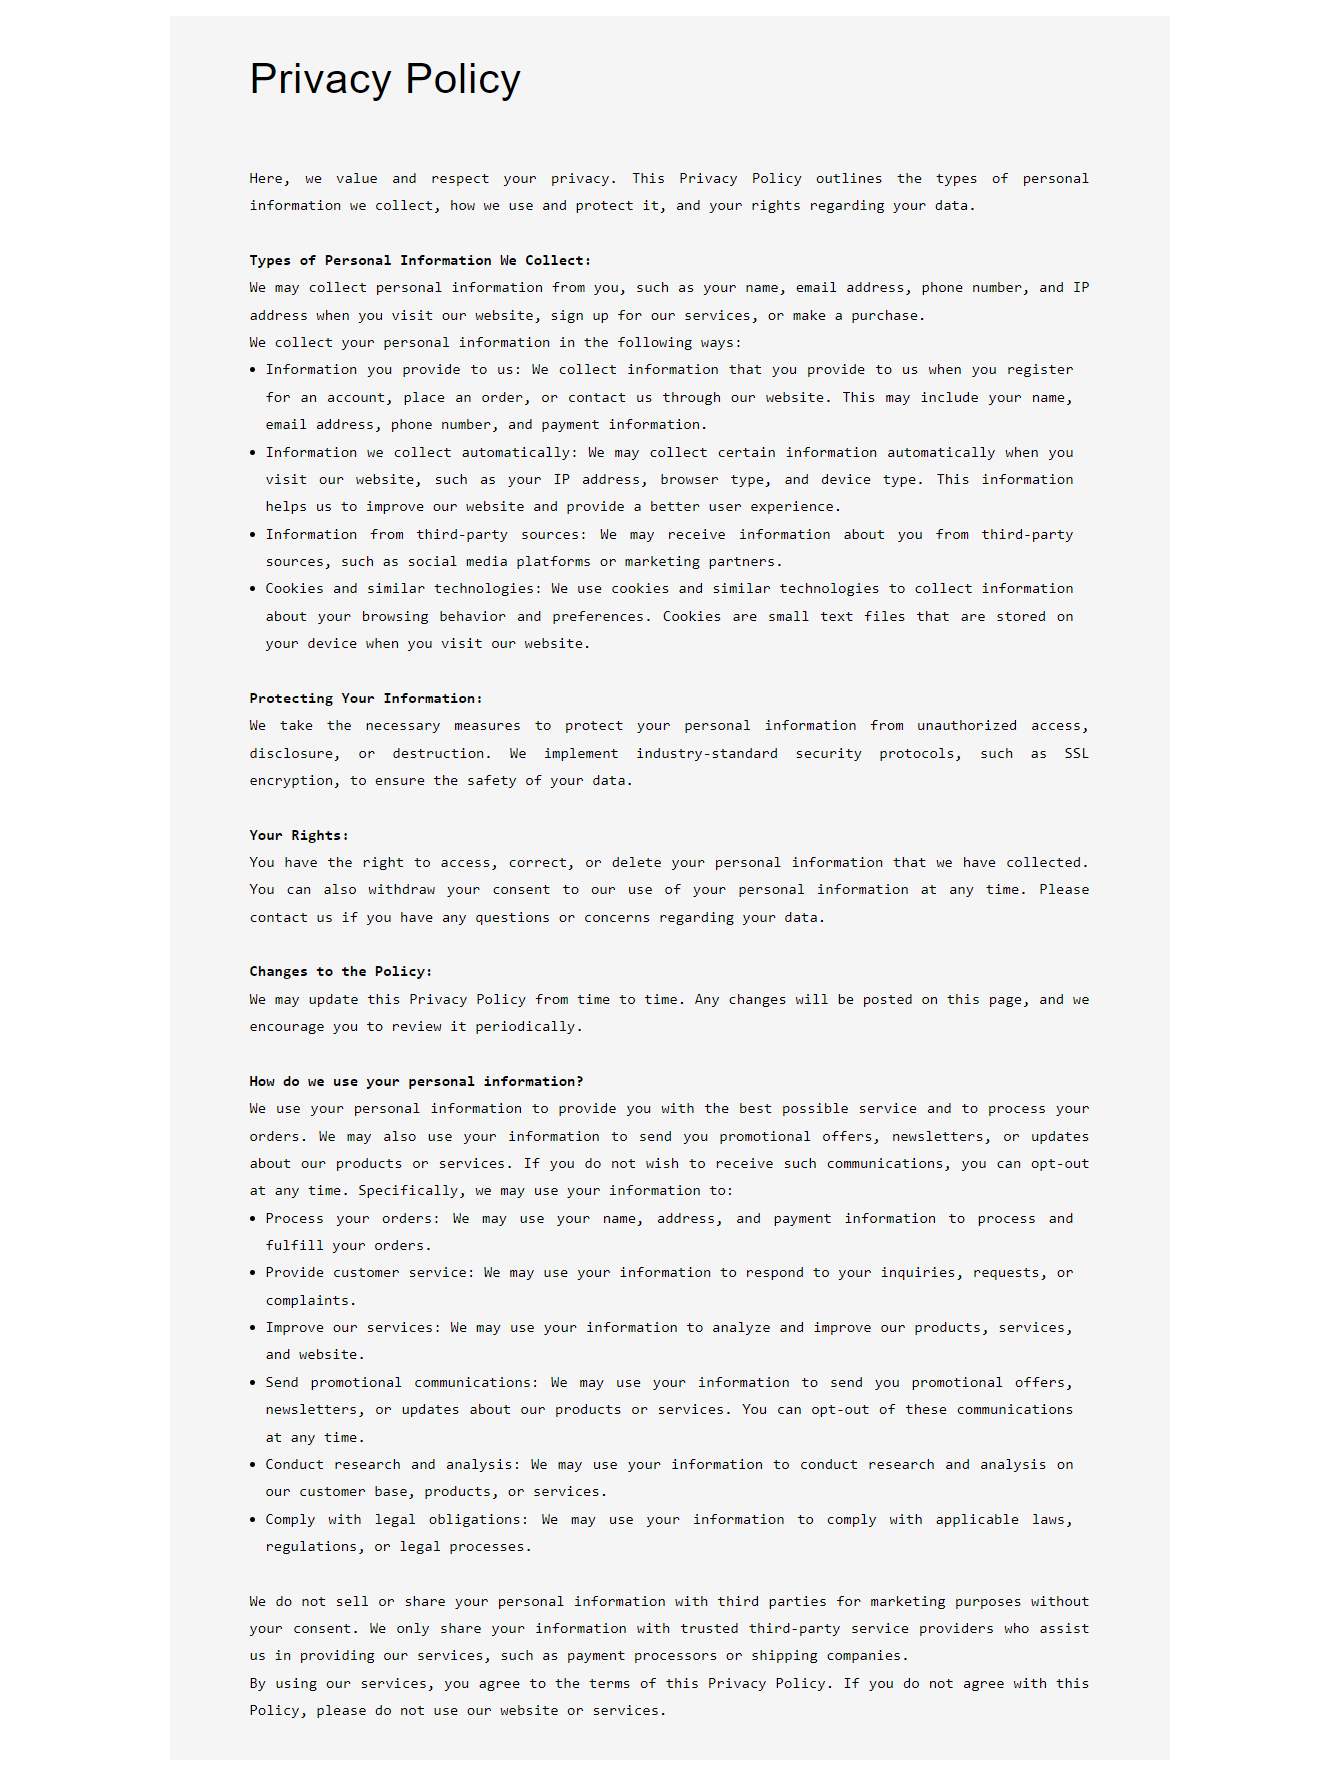 Privacy Policy
Here, we value and respect your privacy. This Privacy Policy outlines the types of personal
information we collect, how we use and protect it, and your rights regarding your data.
Types of Personal Information We Collect:
We may collect personal information from you, such as your name, email address, phone number, and IP
address when you visit our website, sign up for our services, or make a purchase.
We collect your personal information in the following ways:
• Information you provide to us: We collect information that you provide to us when you register
for an account, place an order, or contact us through our website. This may include your name,
email address, phone number, and payment information.
• Information we collect automatically: We may collect certain information automatically when you
visit our website, such as your IP address, browser type, and device type. This information
helps us to improve our website and provide a better user experience.
• Information from third-party sources: We may receive information about you from third-party
sources, such as social media platforms or marketing partners.
• Cookies and similar technologies: We use cookies and similar technologies to collect information
about your browsing behavior and preferences. Cookies are small text files that are stored on
your device when you visit our website.
Protecting Your Information:
We take the necessary measures to protect your personal information from unauthorized access,
disclosure, or destruction. We implement industry-standard security protocols, such as SSL
encryption, to ensure the safety of your data.
Your Rights:
You have the right to access, correct, or delete your personal information that we have collected.
You can also withdraw your consent to our use of your personal information at any time. Please
contact us if you have any questions or concerns regarding your data.
Changes to the Policy:
We may update this Privacy Policy from time to time. Any changes will be posted on this page, and we
encourage you to review it periodically.
How do we use your personal information?
We use your personal information to provide you with the best possible service and to process your
orders. We may also use your information to send you promotional offers, newsletters, or updates
about our products or services. If you do not wish to receive such communications, you can opt-out
at any time. Specifically, we may use your information to:
• Process your orders: We may use your name, address, and payment information to process and
fulfill your orders.
• Provide customer service: We may use your information to respond to your inquiries, requests, or
complaints.
• Improve our services: We may use your information to analyze and improve our products, services,
and website.
• Send promotional communications: We may use your information to send you promotional offers,
newsletters, or updates about our products or services. You can opt-out of these communications
at any time.
• Conduct research and analysis: We may use your information to conduct research and analysis on
our customer base, products, or services.
• Comply with legal obligations: We may use your information to comply with applicable laws,
regulations, or legal processes.
We do not sell or share your personal information with third parties for marketing purposes without
your consent. We only share your information with trusted third-party service providers who assist
us in providing our services, such as payment processors or shipping companies.
By using our services, you agree to the terms of this Privacy Policy. If you do not agree with this
Policy, please do not use our website or services.